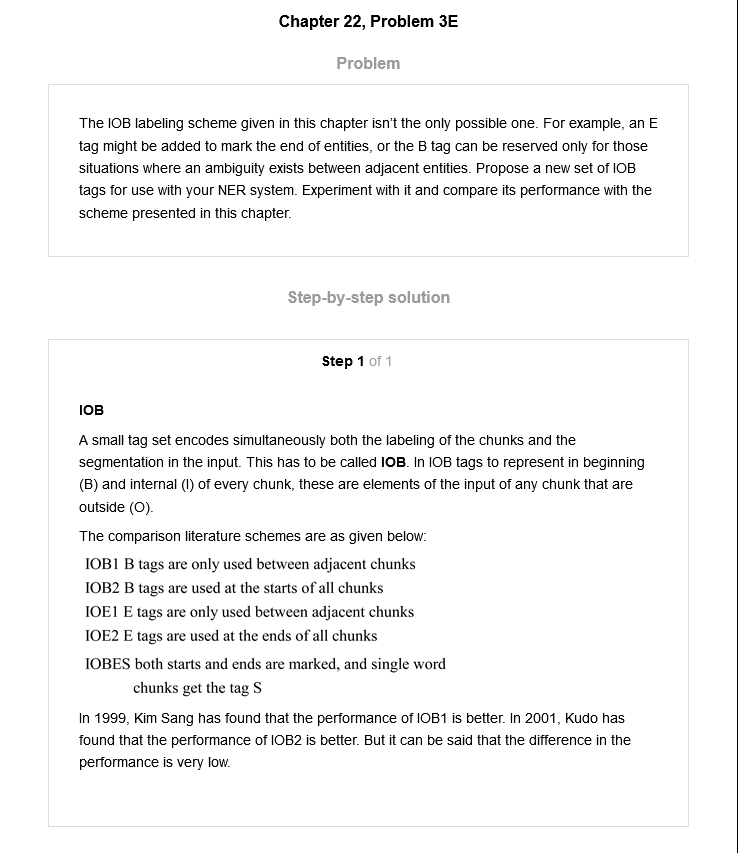 Chapter 22, Problem 3E
Problem
The IOB labeling scheme given in this chapter isn't the only possible one. For example, an E
tag might be added to mark the end of entities, or the B tag can be reserved only for those
situations where an ambiguity exists between adjacent entities. Propose a new set of IOB
tags for use with your NER system. Experiment with it and compare its performance with the
scheme presented in this chapter.
Step-by-step solution
Step 1 of 1
IOB
A small tag set encodes simultaneously both the labeling of the chunks and the
segmentation in the input. This has to be called IOB. In IOB tags to represent in beginning
(B) and internal (I) of every chunk, these are elements of the input of any chunk that are
outside (O).
The comparison literature schemes are as given below:
IOB1 B tags are only used between adjacent chunks
IOB2 B tags are used at the starts of all chunks
IOE1 E tags are only used between adjacent chunks
IOE2 E tags are used at the ends of all chunks
IOBES both starts and ends are marked, and single word
chunks get the tag S
In 1999, Kim Sang has found that the performance of IOB1 is better. In 2001, Kudo has
found that the performance of IOB2 is better. But it can be said that the difference in the
performance is very low.